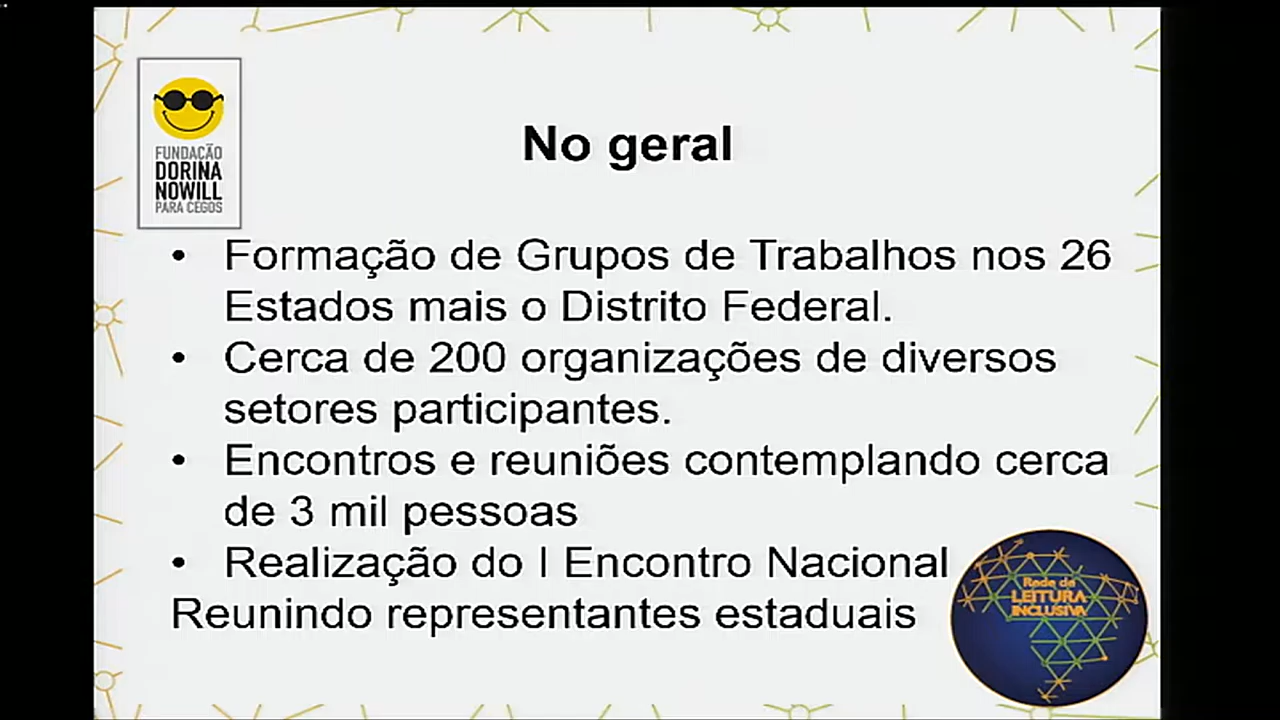 FUNDAÇÃO
DORINA
NOWILL
PARA CEGOS
No geral
• Formação de Grupos de Trabalhos nos 26
Estados mais o Distrito Federal.
• Cerca de 200 organizações de diversos
setores participantes.
• Encontros e reuniões contemplando cerca
de 3 mil pessoas
• Realização do I Encontro Nacional
Reunindo representantes estaduais
Rede de
LEITURA
INCLUSIVA